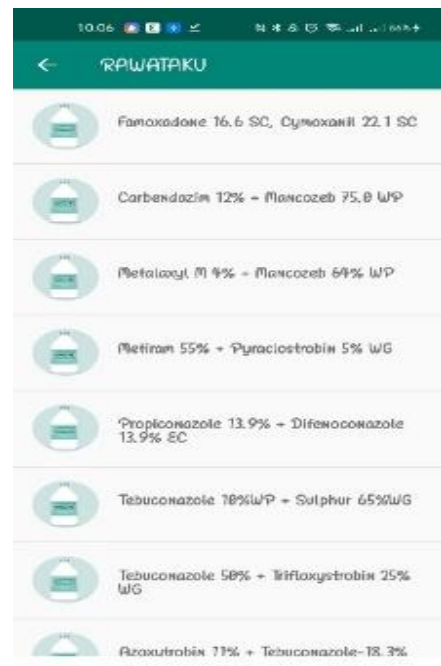 10.06
RAWATAKU
Famoxadone 16.6 SC, Cymoxanil 22.1 SC
Carbendazim 12% + Mancozeb 75.0 WP
Metalaxyl M 4% + Mancozeb 64% WP
Metiram 55% + Pyraclostrobin 5% WG
Propiconazole 13.9% + Difenoconazole
13.9% EC
Tebuconazole 10%WP + Sulphur 65%WG
Tebuconazole 50% + Trifloxystrobin 25%
WG
Azoxutrobin 11% + Tebuconazole-18.3%